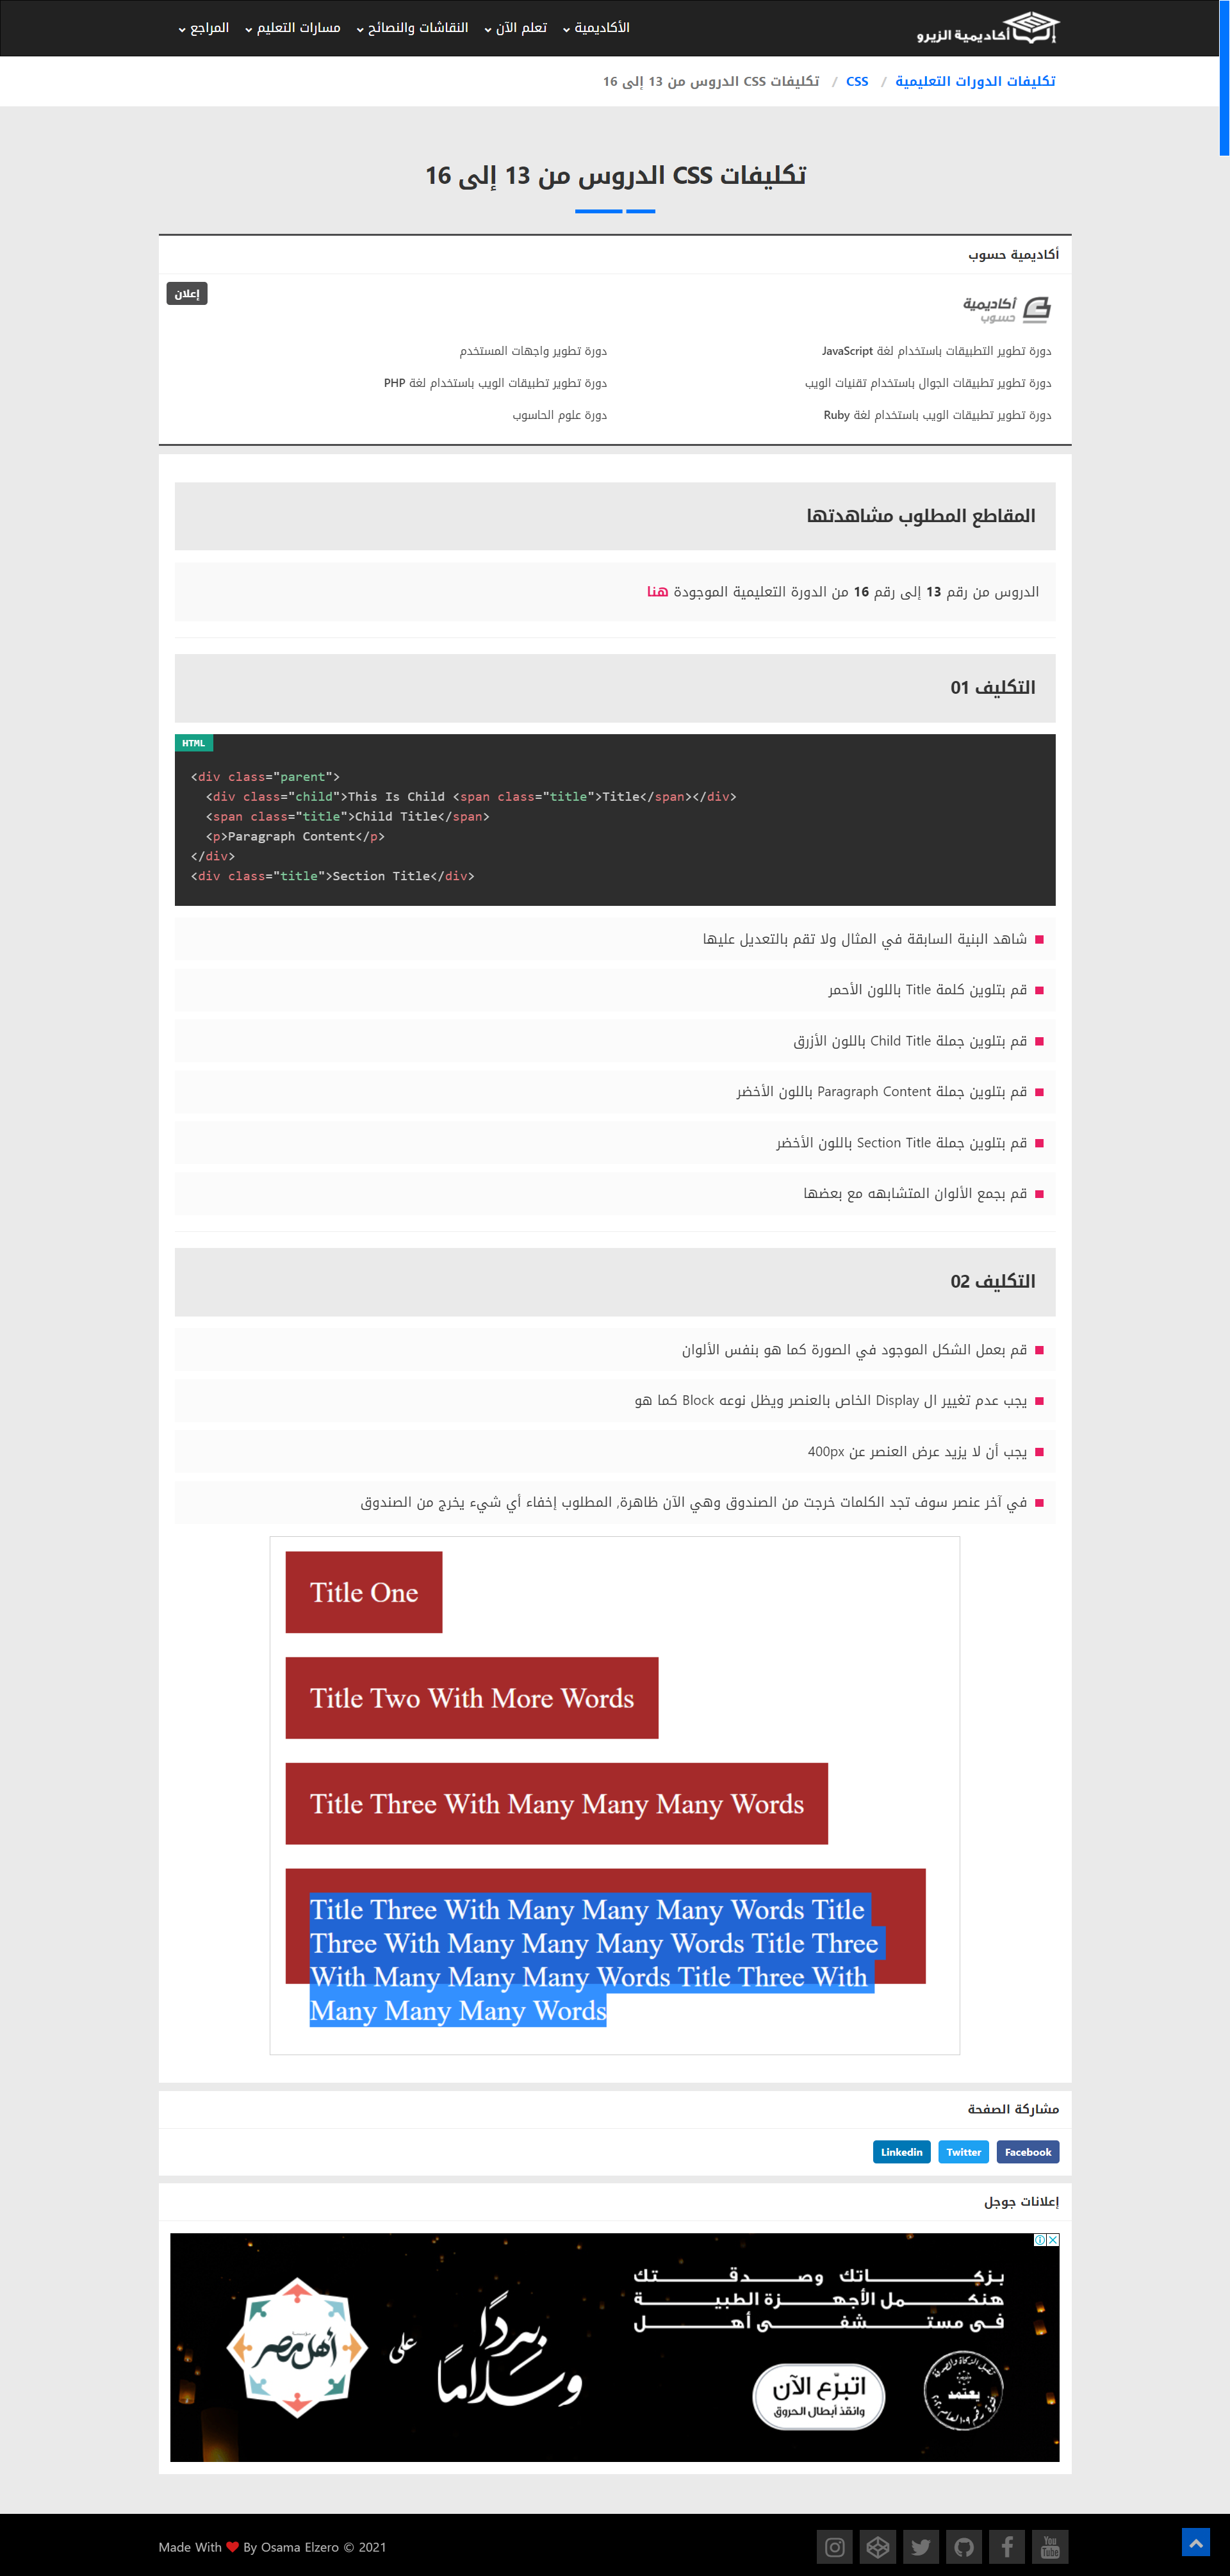 أكاديمية الزيرو
الأكاديمية
تعلم الآن
النقاشات والنصائح
مسارات التعليم
المراجع
تكليفات الدورات التعليمية / CSS / تكليفات CSS الدروس من 13 إلى 16
تكليفات CSS الدروس من 13 إلى 16
أكاديمية حسوب
إعلان
أكاديمية
حسوب
دورة تطوير التطبيقات باستخدام لغة JavaScript
دورة تطوير واجهات المستخدم
دورة تطوير تطبيقات الجوال باستخدام تقنيات الويب
دورة تطوير تطبيقات الويب باستخدام لغة PHP
دورة تطوير تطبيقات الويب باستخدام لغة Ruby
دورة علوم الحاسوب
المقاطع المطلوب مشاهدتها
الدروس من رقم 13 إلى رقم 16 من الدورة التعليمية الموجودة هنا
التكليف 01
HTML
<div class="parent">
  <div class="child">This Is Child <span class="title">Title</span></div>
  <span class="title">Child Title</span>
  <p>Paragraph Content</p>
</div>
<div class="title">Section Title</div>
شاهد البنية السابقة في المثال ولا تقم بالتعديل عليها
قم بتلوين كلمة Title باللون الأحمر
قم بتلوين جملة Child Title باللون الأزرق
قم بتلوين جملة Paragraph Content باللون الأخضر
قم بتلوين جملة Section Title باللون الأخضر
قم بجمع الألوان المتشابهه مع بعضها
التكليف 02
قم بعمل الشكل الموجود في الصورة كما هو بنفس الألوان
يجب عدم تغيير ال Display الخاص بالعنصر ويظل نوعه Block كما هو
يجب أن لا يزيد عرض العنصر عن 400px
في آخر عنصر سوف تجد الكلمات خرجت من الصندوق وهي الآن ظاهرة, المطلوب إخفاء أي شيء يخرج من الصندوق
Title One
Title Two With More Words
Title Three With Many Many Many Words
Title Three With Many Many Many Words Title
Three With Many Many Many Words Title Three
With Many Many Many Words Title Three With
Many Many Many Words
مشاركة الصفحة
Facebook
Twitter
Linkedin
إعلانات جوجل
بزكاتك وصدقتك
هنكمل الأجهزة الطبية
في مستشفى أهل
اتبرّع الآن
وانقذ أبطال الحروق
يعتمد
بردًا
وسلامًا
على
مؤسسة
أهل مصر
You
Tube
Made With ❤ By Osama Elzero © 2021